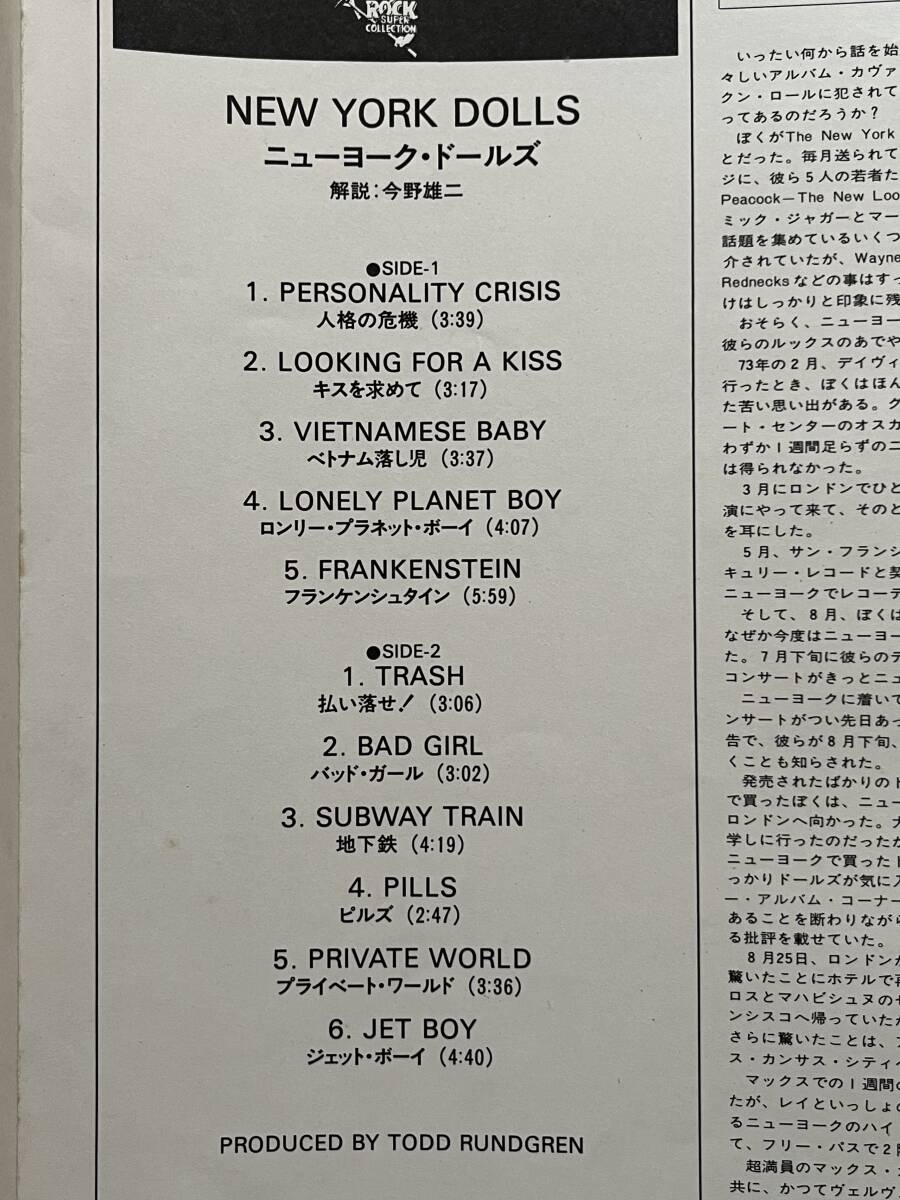 ROCK
SUPER
COLLECTION
NEW YORK DOLLS
ニューヨーク・ドールズ
解説：今野雄二
●SIDE-1
1. PERSONALITY CRISIS
人格の危機 (3:39)
2. LOOKING FOR A KISS
キスを求めて (3:17)
3. VIETNAMESE BABY
ベトナム落し児 (3:37)
4. LONELY PLANET BOY
ロンリー・プラネット・ボーイ (4:07)
5. FRANKENSTEIN
フランケンシュタイン (5:59)
●SIDE-2
1. TRASH
払い落せ！ (3:06)
2. BAD GIRL
バッド・ガール (3:02)
3. SUBWAY TRAIN
地下鉄 (4:19)
4. PILLS
ピルズ (2:47)
5. PRIVATE WORLD
プライベート・ワールド (3:36)
6. JET BOY
ジェット・ボーイ (4:40)
PRODUCED BY TODD RUNDGREN
いったい何から話を始
々しいアルバム・カヴァ
クン・ロールに犯されて
ってあるのだろうか？
ぼくがThe New York
とだった。毎月送られて
ジに、彼ら5人の若者た
Peacock—The New Loo
ミック・ジャガーとマー
話題を集めているいくつ
介されていたが、Wayne
Rednecksなどの事はすっ
けはしっかりと印象に残
おそらく、ニューヨー
彼らのルックスのあでや
73年の2月、デイヴィ
行ったとき、ぼくはほん
た苦い思い出がある。ク
ート・センターのオスカ
わずか1週間足らずのニ
は得られなかった。
3月にロンドンでひと
演にやって来て、そのと
を耳にした。
5月、サン・フランシ
キュリー・レコードと契
ニューヨークでレコーデ
そして、8月、ぼくは
なぜか今度はニューヨー
た。7月下旬に彼らのデ
コンサートがきっとニュ
ニューヨークに着いて
ンサートがつい先日あっ
告で、彼らが8月下旬、
くことも知らされた。
発売されたばかりのド
で買ったぼくは、ニュー
ロンドンへ向かった。ナ
学しに行ったのだったが
ニューヨークで買ったド
っかりドールズが気に入
ー・アルバム・コーナー
あることを断わりながら
る批評を載せていた。
8月25日、ロンドンか
驚いたことにホテルで再
ロスとマハビシュヌのセ
ンシスコへ帰っていたか
さらに驚いたことは、ア
ス・カンサス・シティへ
マックスでの1週間の
たが、レイといっしょの
るニューヨークのハイ
て、フリー・パスで2階
超満員のマックス・カ
共に、かつてヴェルヴ